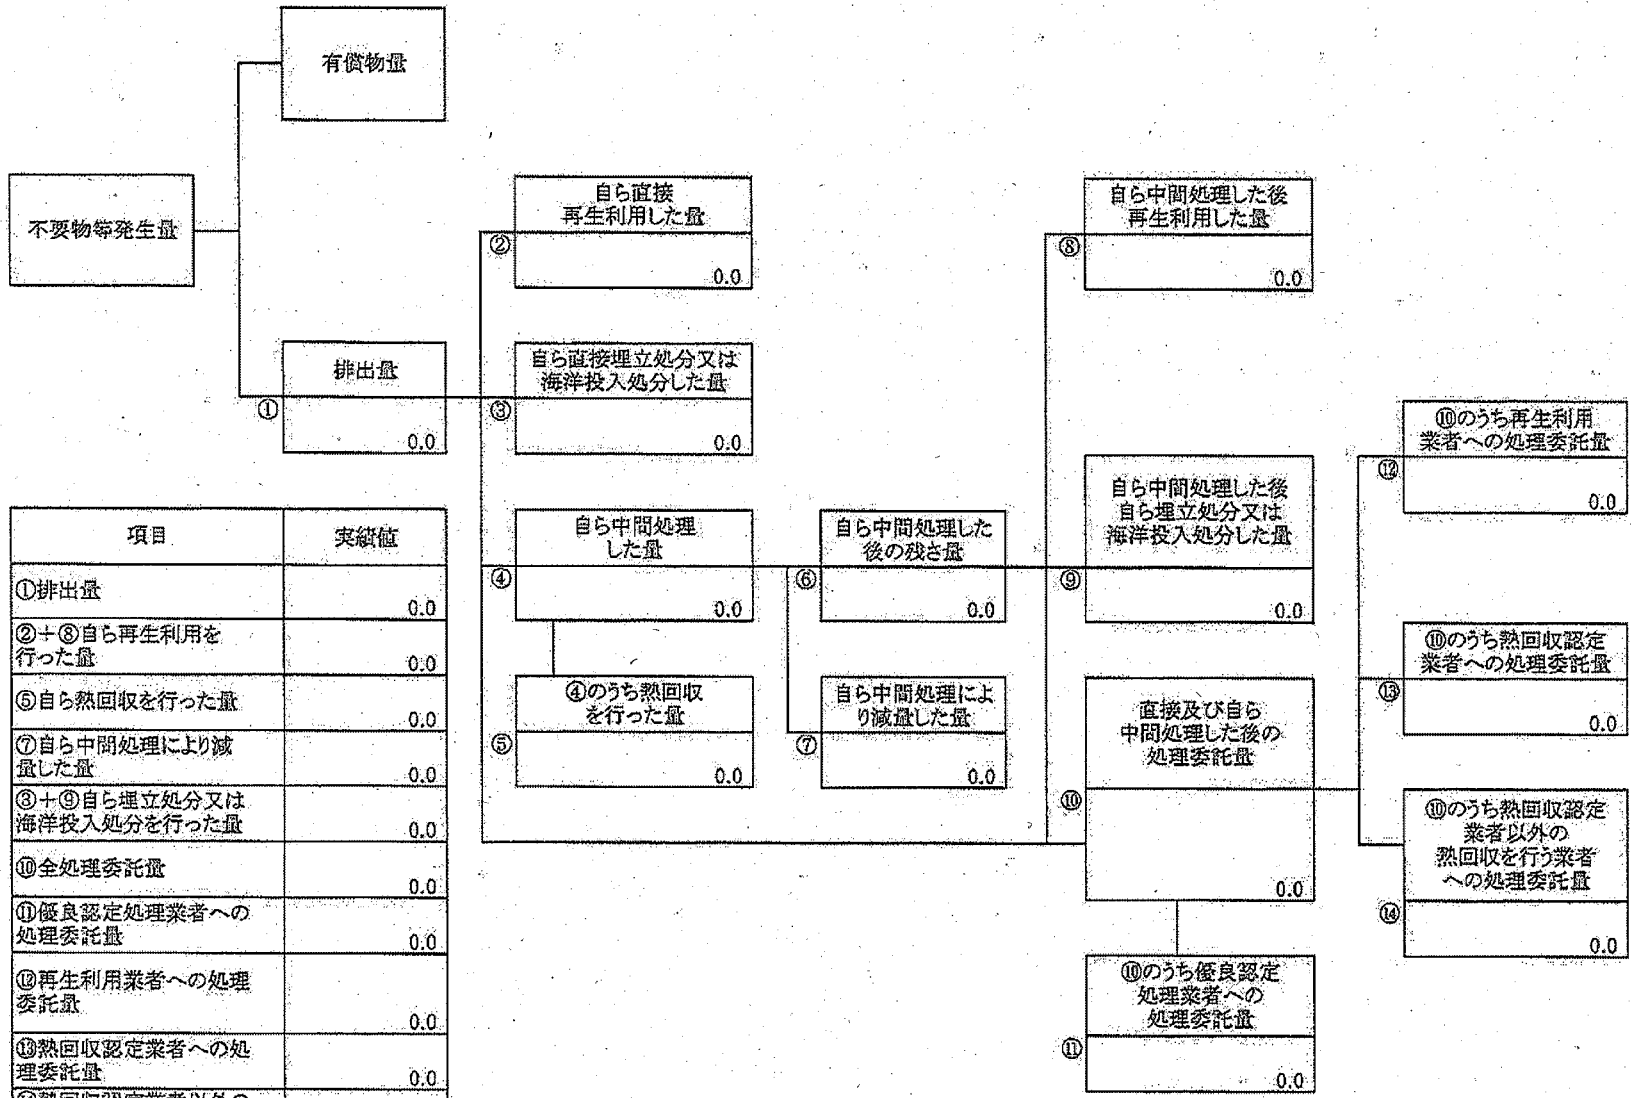 有償物量
不要物等発生量
排出量
①
0.0
自ら直接
再生利用した量
②
0.0
自ら直接埋立処分又は
海洋投入処分した量
③
0.0
自ら中間処理
した量
④
0.0
④のうち熱回収
を行った量
⑤
0.0
自ら中間処理した
後の残さ量
⑥
0.0
自ら中間処理によ
り減量した量
⑦
0.0
自ら中間処理した後
再生利用した量
⑧
0.0
自ら中間処理した後
自ら埋立処分又は
海洋投入処分した量
⑨
0.0
直接及び自ら
中間処理した後の
処理委託量
⑩
0.0
⑩のうち優良認定
処理業者への
処理委託量
⑪
0.0
⑩のうち再生利用
業者への処理委託量
⑫
0.0
⑩のうち熱回収認定
業者への処理委託量
⑬
0.0
⑩のうち熱回収認定
業者以外の
熱回収を行う業者
への処理委託量
⑭
0.0
項目 実績値
①排出量
0.0
②+⑧自ら再生利用を
行った量
0.0
⑤自ら熱回収を行った量
0.0
⑦自ら中間処理により減
量した量
0.0
③+⑨自ら埋立処分又は
海洋投入処分を行った量
0.0
⑩全処理委託量
0.0
⑪優良認定処理業者への
処理委託量
0.0
⑫再生利用業者への処理
委託量
0.0
⑬熱回収認定業者への処
理委託量
0.0